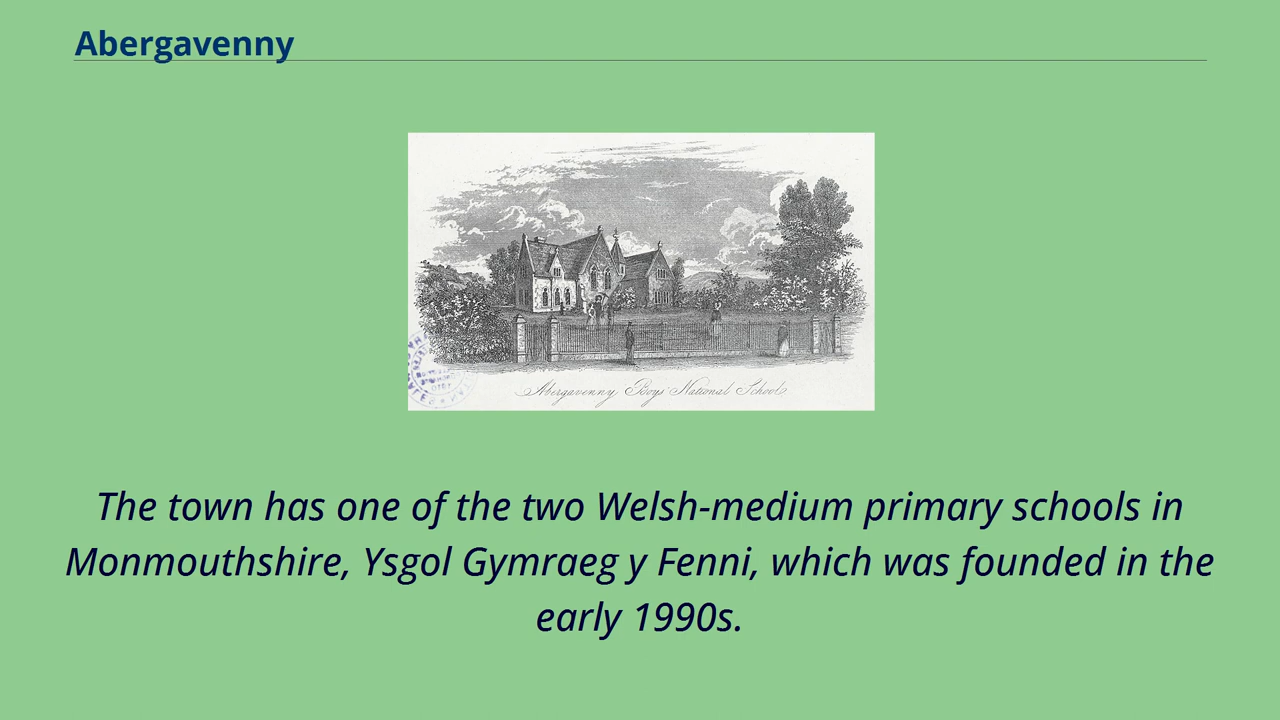 Abergavenny
Abergavenny Boys National School
The town has one of the two Welsh-medium primary schools in
Monmouthshire, Ysgol Gymraeg y Fenni, which was founded in the
early 1990s.